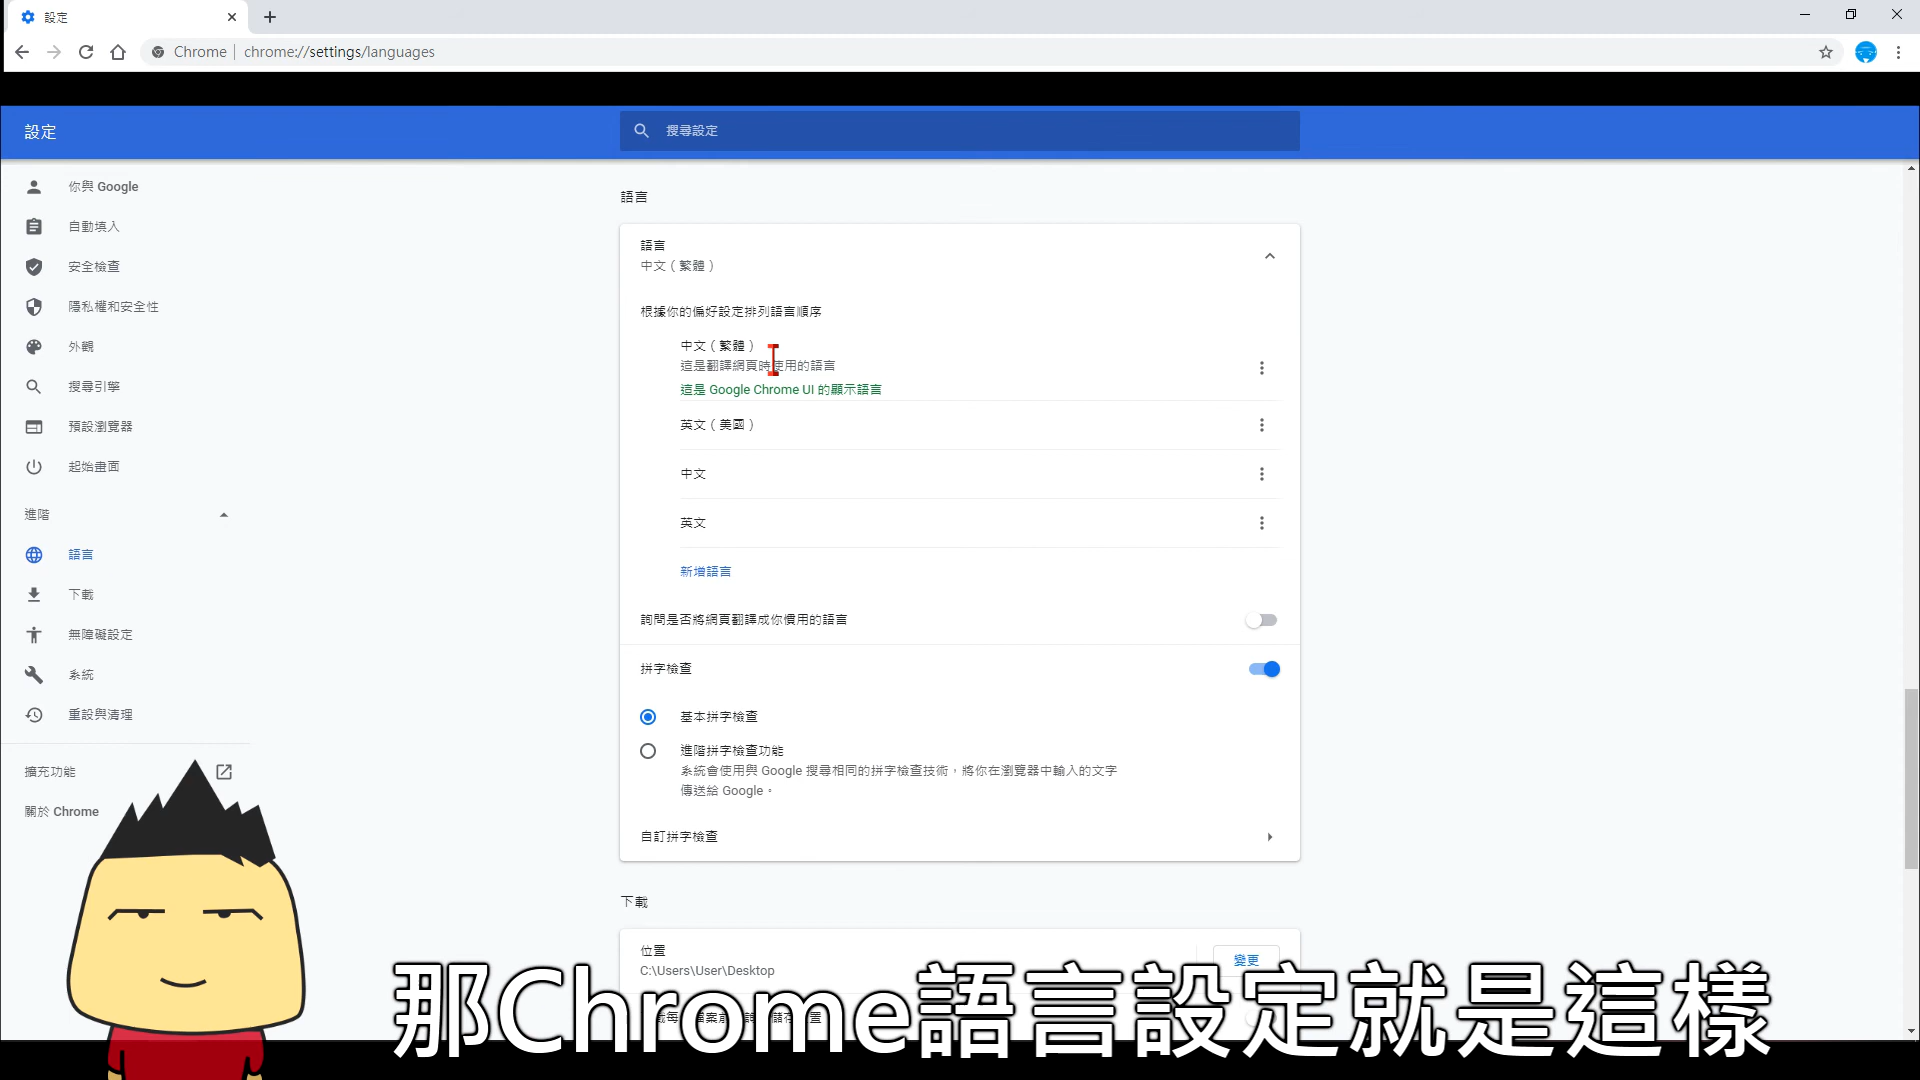 設定
Chrome
chrome://settings/languages
設定
搜尋設定
你與 Google
自動填入
安全檢查
隱私權和安全性
外觀
搜尋引擎
預設瀏覽器
起始畫面
進階
語言
下載
無障礙設定
系統
重設與清理
擴充功能
關於 Chrome
語言
語言
中文（繁體）
根據你的偏好設定排列語言順序
中文（繁體）
這是翻譯網頁時使用的語言
這是 Google Chrome UI 的顯示語言
英文（美國）
中文
英文
新增語言
詢問是否將網頁翻譯成你慣用的語言
拼字檢查
基本拼字檢查
進階拼字檢查功能
系統會使用與 Google 搜尋相同的拼字檢查技術，將你在瀏覽器中輸入的文字
傳送給 Google。
自訂拼字檢查
下載
位置
C:\Users\User\Desktop
變更
那Chrome語言設定就是這樣